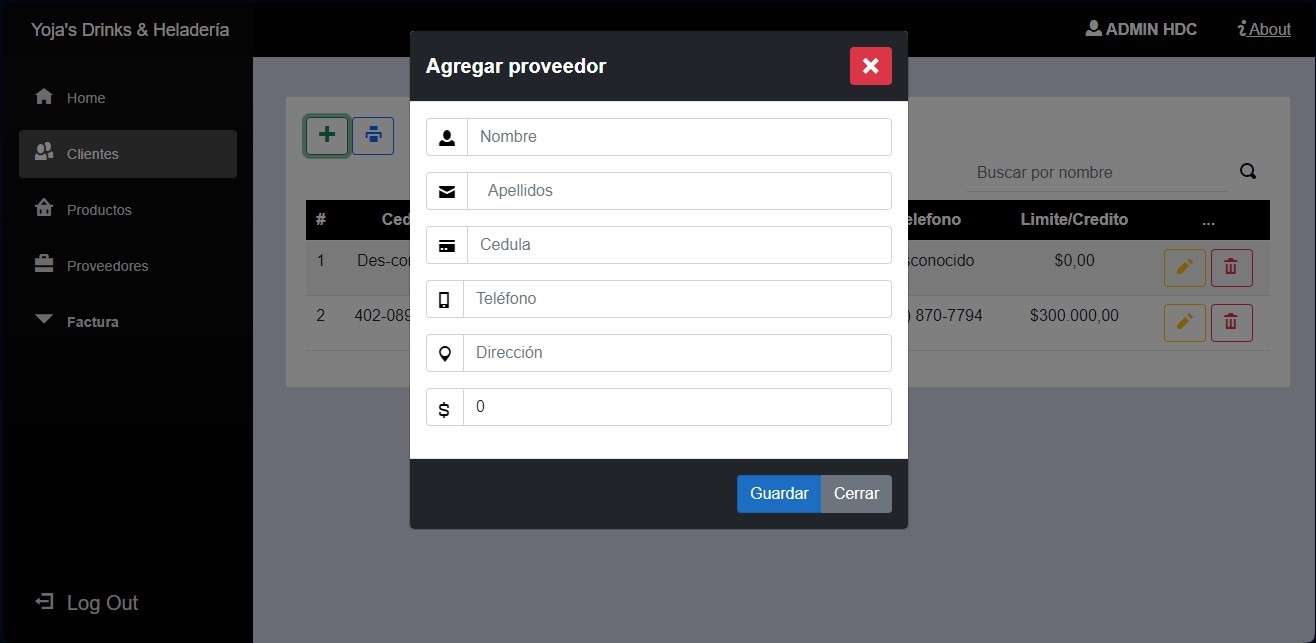 Yoja's Drinks & Heladería
ADMIN HDC
About
Home
Clientes
Productos
Proveedores
Factura
Log Out
Agregar proveedor
Nombre
Apellidos
Cedula
Teléfono
Dirección
0
Guardar Cerrar
Buscar por nombre
# Ced elefono Limite/Credito ...
1 Des-co sconocido $0,00
2 402-089 ) 870-7794 $300.000,00